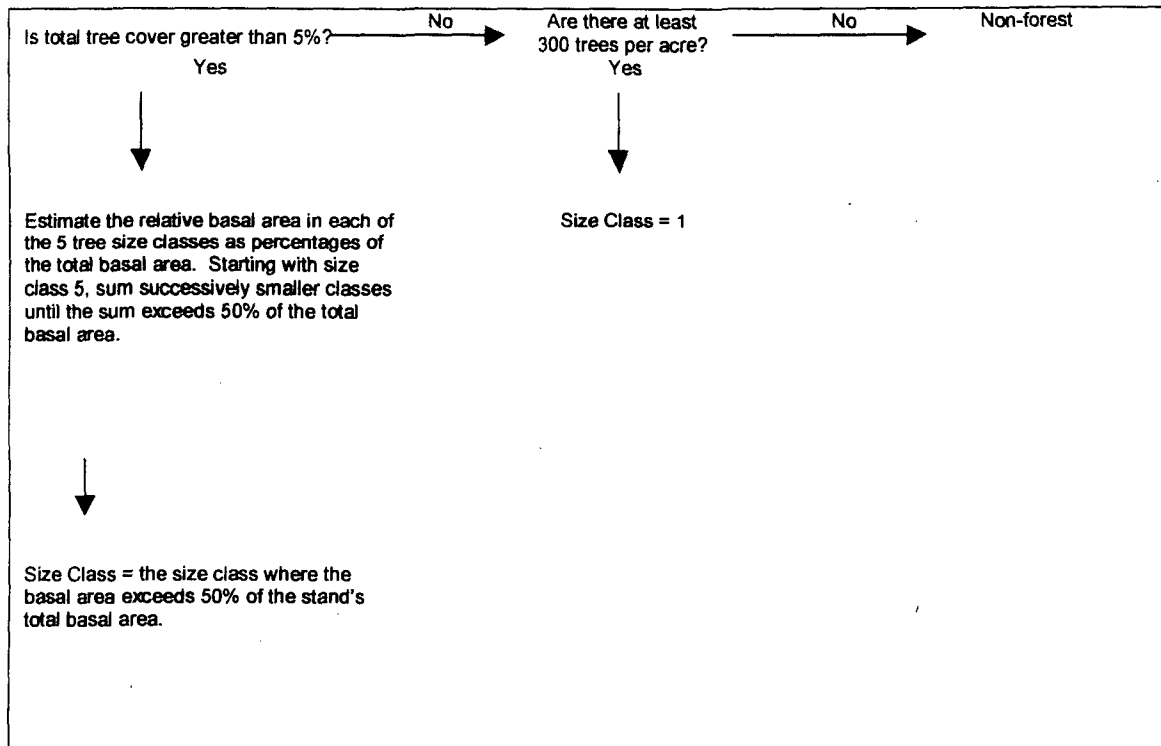 Is total tree cover greater than 5%?
Yes
No
Are there at least
300 trees per acre?
Yes
No
Non-forest
Estimate the relative basal area in each of
the 5 tree size classes as percentages of
the total basal area. Starting with size
class 5, sum successively smaller classes
until the sum exceeds 50% of the total
basal area.
Size Class = 1
Size Class = the size class where the
basal area exceeds 50% of the stand's
total basal area.